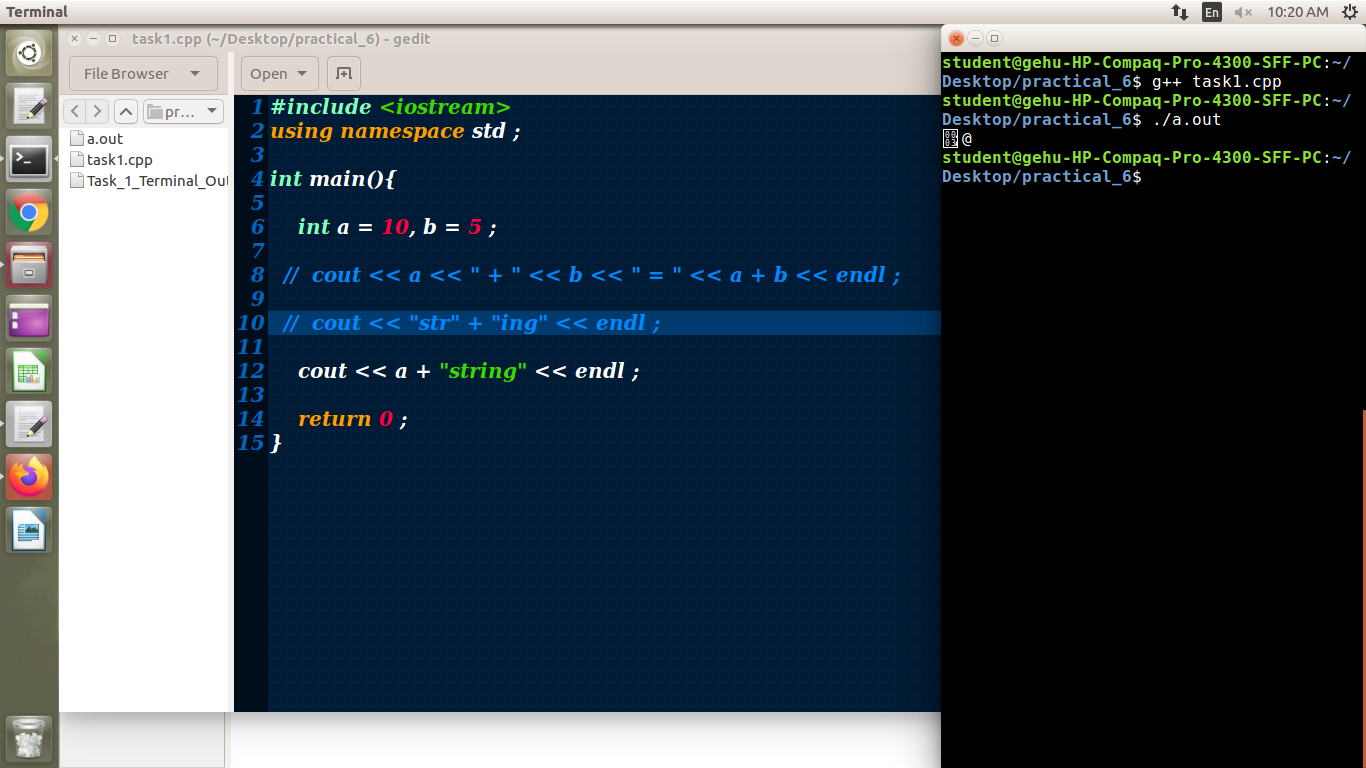 Terminal
En
10:20 AM
task1.cpp (~/Desktop/practical_6) - gedit
File Browser
Open
pr...
a.out
task1.cpp
Task_1_Terminal_Ou
1 #include <iostream>
2 using namespace std ;
3
4 int main(){
5
6 int a = 10, b = 5 ;
7
8 // cout << a << " + " << b << " = " << a + b << endl ;
9
10 // cout << "str" + "ing" << endl ;
11
12 cout << a + "string" << endl ;
13
14 return 0 ;
15 }
student@gehu-HP-Compaq-Pro-4300-SFF-PC:~/
Desktop/practical_6$ g++ task1.cpp
student@gehu-HP-Compaq-Pro-4300-SFF-PC:~/
Desktop/practical_6$ ./a.out
@
student@gehu-HP-Compaq-Pro-4300-SFF-PC:~/
Desktop/practical_6$